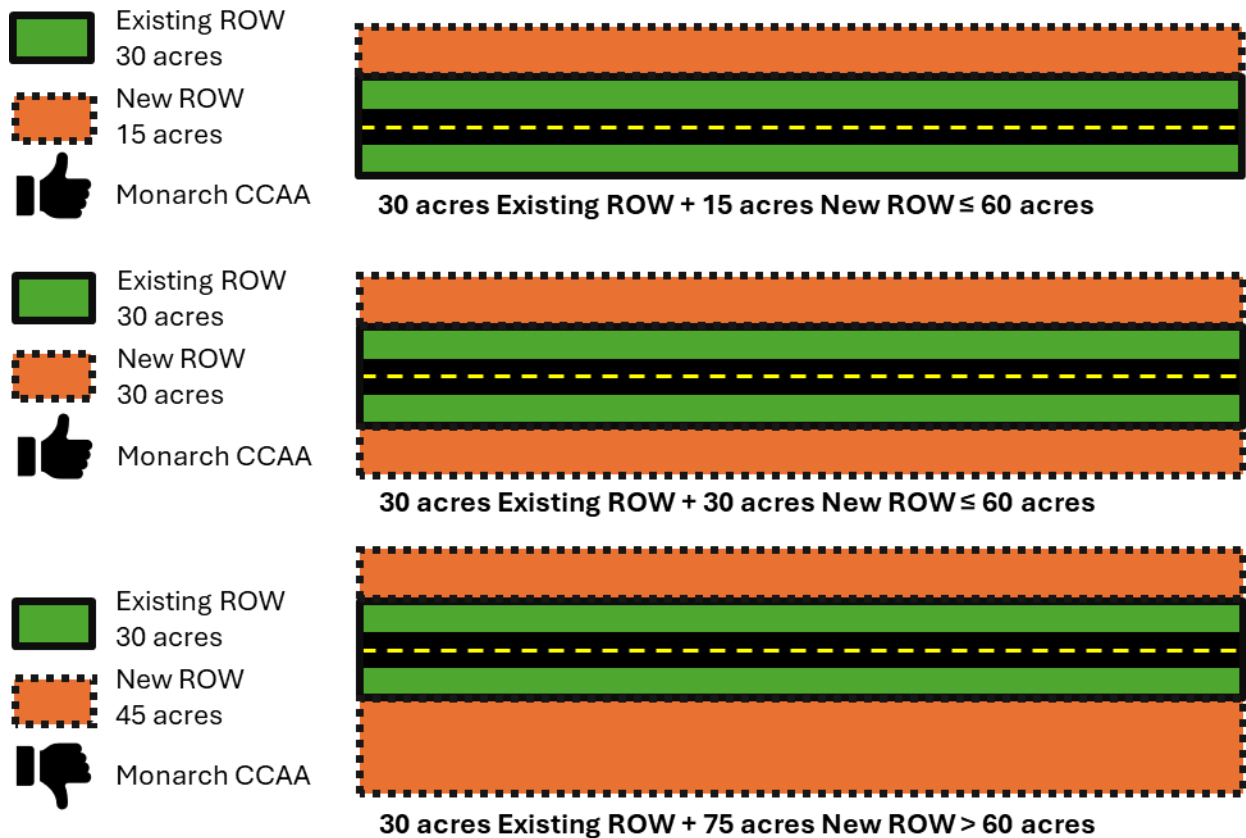 Existing ROW
30 acres
New ROW
15 acres
Monarch CCAA
30 acres Existing ROW + 15 acres New ROW ≤ 60 acres
Existing ROW
30 acres
New ROW
30 acres
Monarch CCAA
30 acres Existing ROW + 30 acres New ROW ≤ 60 acres
Existing ROW
30 acres
New ROW
45 acres
Monarch CCAA
30 acres Existing ROW + 75 acres New ROW > 60 acres